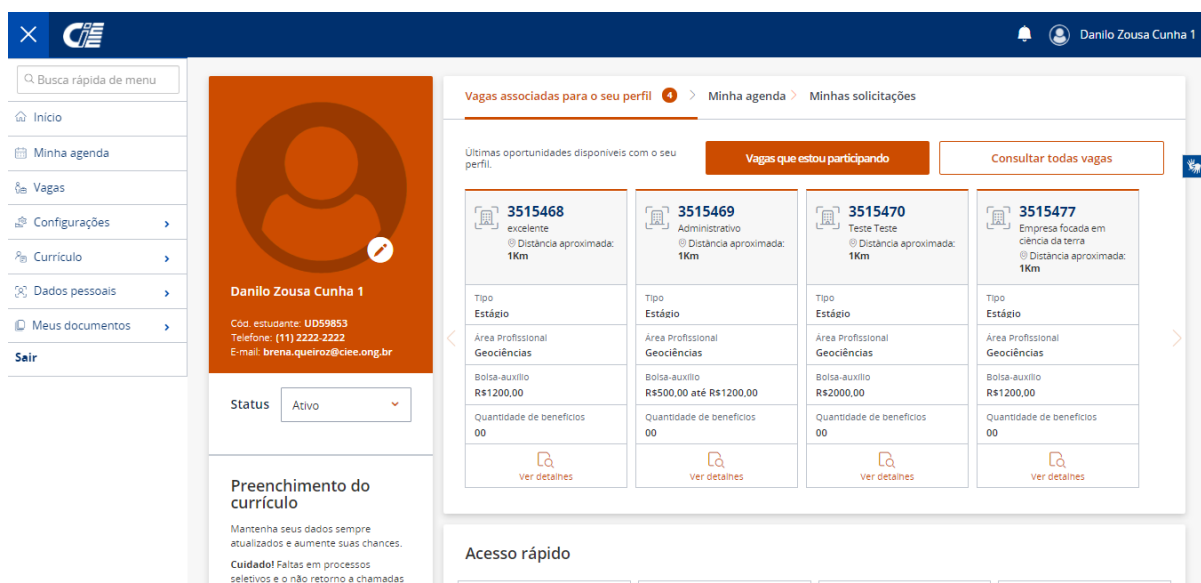 CIEE
Danilo Zousa Cunha 1
Busca rápida de menu
Início
Minha agenda
Vagas
Configurações
Currículo
Dados pessoais
Meus documentos
Sair
Danilo Zousa Cunha 1
Cód. estudante: UD59853
Telefone: (11) 2222-2222
E-mail: brena.queiroz@ciee.ong.br
Status
Ativo
Preenchimento do
currículo
Mantenha seus dados sempre
atualizados e aumente suas chances.
Cuidado! Faltas em processos
seletivos e o não retorno a chamadas
Vagas associadas para o seu perfil 4 > Minha agenda > Minhas solicitações
Últimas oportunidades disponíveis com o seu
perfil.
Vagas que estou participando
Consultar todas vagas
3515468
excelente
Distância aproximada:
1Km
Tipo
Estágio
Área Profissional
Geociências
Bolsa-auxílio
R$1200,00
Quantidade de benefícios
00
Ver detalhes
3515469
Administrativo
Distância aproximada:
1Km
Tipo
Estágio
Área Profissional
Geociências
Bolsa-auxílio
R$500,00 até R$1200,00
Quantidade de benefícios
00
Ver detalhes
3515470
Teste Teste
Distância aproximada:
1Km
Tipo
Estágio
Área Profissional
Geociências
Bolsa-auxílio
R$2000,00
Quantidade de benefícios
00
Ver detalhes
3515477
Empresa focada em
ciência da terra
Distância aproximada:
1Km
Tipo
Estágio
Área Profissional
Geociências
Bolsa-auxílio
R$1200,00
Quantidade de benefícios
00
Ver detalhes
Acesso rápido